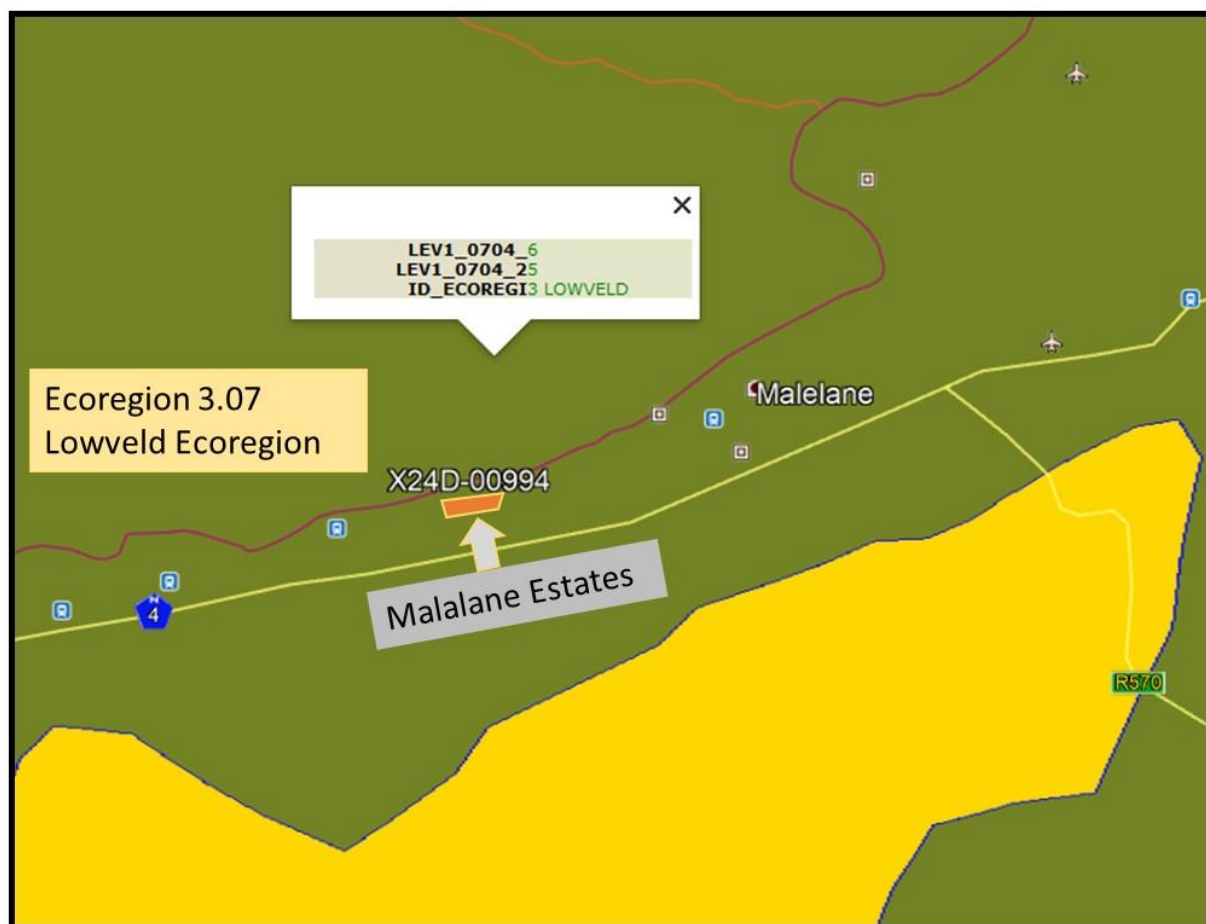 LEV1_0704_6
LEV1_0704_25
ID_ECOREGI3 LOWVELD
Ecoregion 3.07
Lowveld Ecoregion
Malelane
X24D-00994
Malalane Estates
N
4
R570